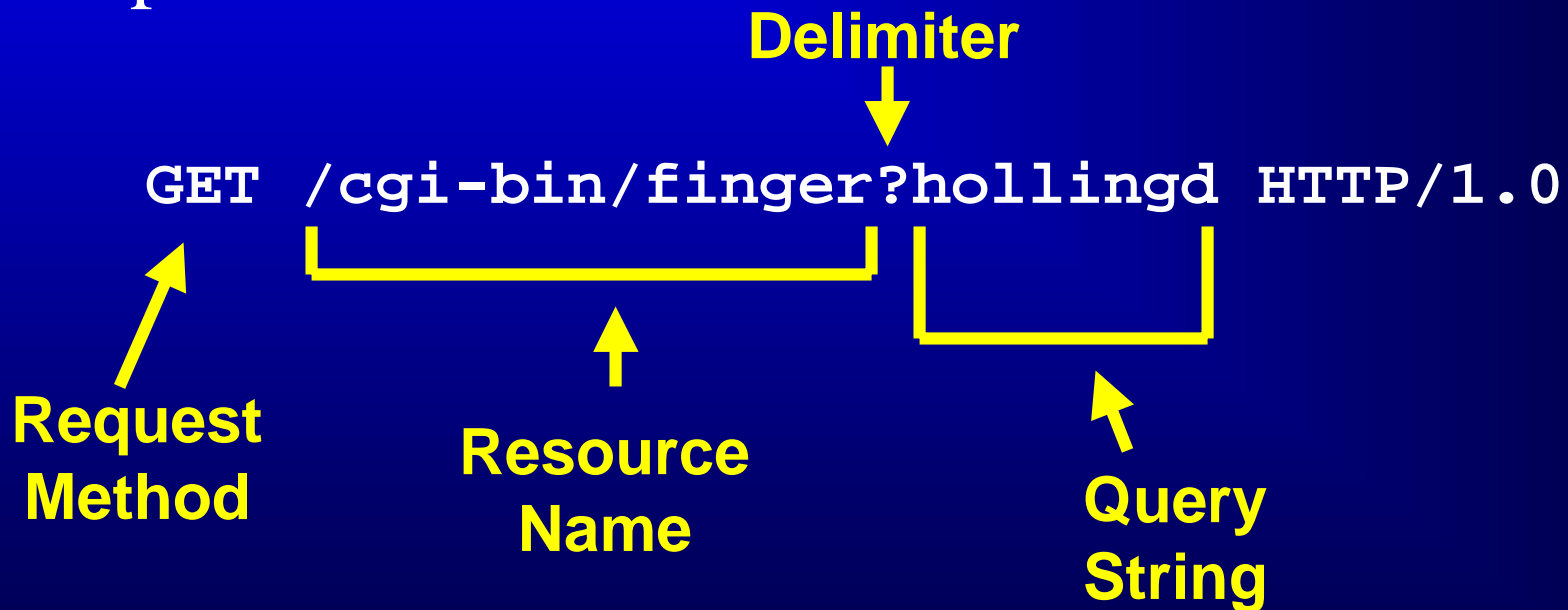 Delimiter
GET /cgi-bin/finger?hollingd HTTP/1.0
Request
Method
Resource
Name
Query
String